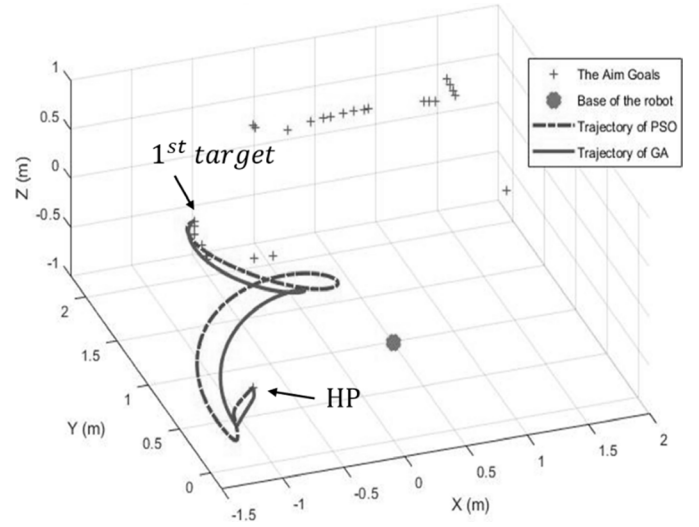 1
0.5
0
-0.5
-1
Z (m)
2
1.5
1
0.5
0
Y (m)
-1.5
-1
-0.5
0
0.5
1
1.5
2
X (m)
1st target
HP
The Aim Goals
Base of the robot
Trajectory of PSO
Trajectory of GA